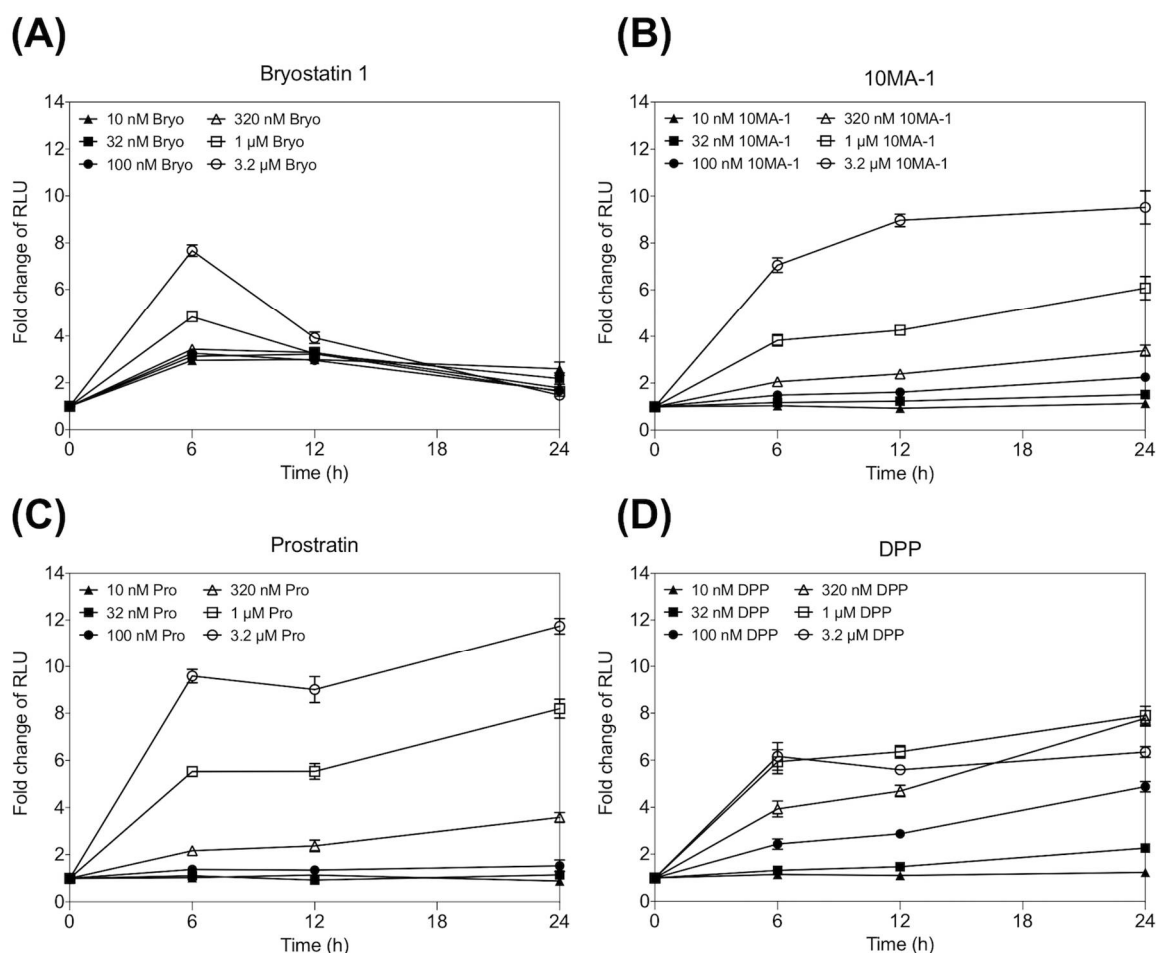 (A)
Bryostatin 1
14
12
10
8
6
4
2
0
Fold change of RLU
10 nM Bryo
32 nM Bryo
100 nM Bryo
320 nM Bryo
1 µM Bryo
3.2 µM Bryo
0
6
12
18
24
Time (h)
(B)
10MA-1
14
12
10
8
6
4
2
0
Fold change of RLU
10 nM 10MA-1
32 nM 10MA-1
100 nM 10MA-1
320 nM 10MA-1
1 µM 10MA-1
3.2 µM 10MA-1
0
6
12
18
24
Time (h)
(C)
Prostratin
14
12
10
8
6
4
2
0
Fold change of RLU
10 nM Pro
32 nM Pro
100 nM Pro
320 nM Pro
1 µM Pro
3.2 µM Pro
0
6
12
18
24
Time (h)
(D)
DPP
14
12
10
8
6
4
2
0
Fold change of RLU
10 nM DPP
32 nM DPP
100 nM DPP
320 nM DPP
1 µM DPP
3.2 µM DPP
0
6
12
18
24
Time (h)